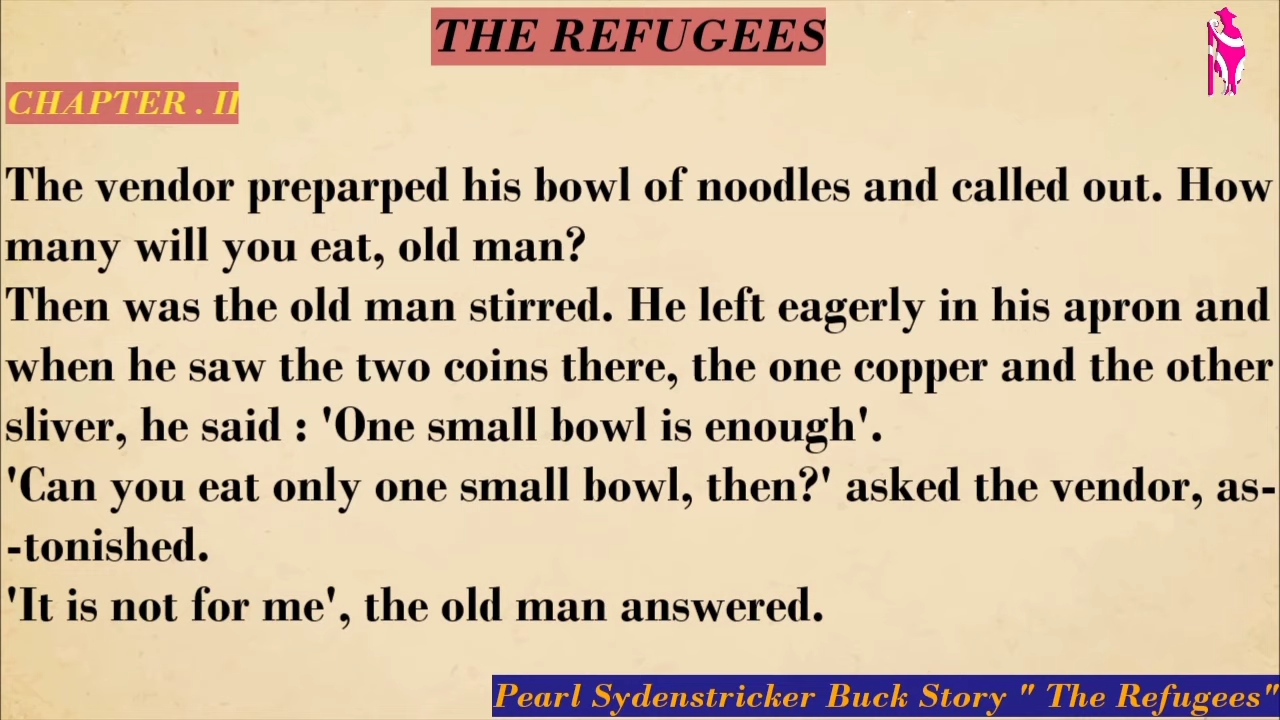 THE REFUGEES
CHAPTER . II
The vendor preparped his bowl of noodles and called out. How
many will you eat, old man?
Then was the old man stirred. He left eagerly in his apron and
when he saw the two coins there, the one copper and the other
sliver, he said : 'One small bowl is enough'.
'Can you eat only one small bowl, then?' asked the vendor, as-
-tonished.
'It is not for me', the old man answered.
Pearl Sydenstricker Buck Story " The Refugees"